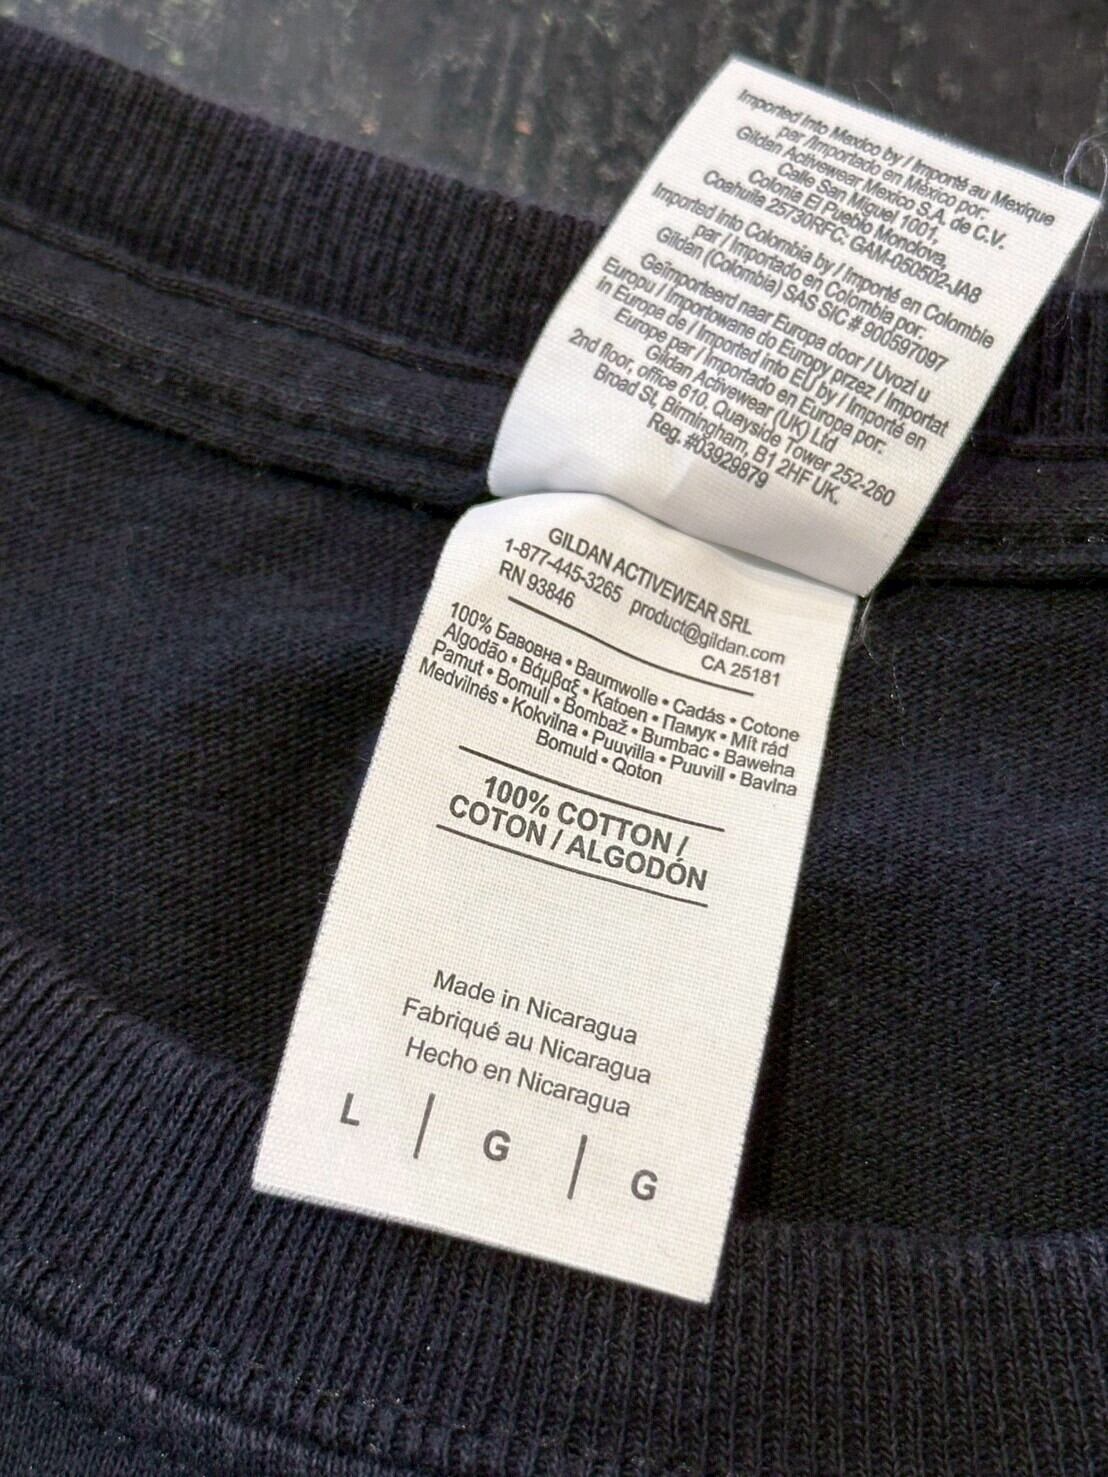 Imported into Mexico by / Importé au Mexique
par /Importado en México por:
Gildan Activewear Mexico S.A. de C.V.
Calle San Miguel 1001,
Colonia El Pueblo Monclova,
Coahuila 25730RFC: GAM-050502-JA8
Imported into Colombia by / Importé en Colombie
par / Importado en Colombia por:
Gildan (Colombia) SAS SIC # 900597097
Geïmporteerd naar Europa door / Uvozl u
Europu / Importowane do Europy przez / Importat
in Europa de / Imported into EU by / Importé en
Europe par / Importado en Europa por:
Gildan Activewear (UK) Ltd
2nd floor, office 610. Quayside Tower 252-260
Broad St, Birmingham, B1 2HF UK.
Reg. #03929879
GILDAN ACTIVEWEAR SRL
1-877-445-3265 product@gildan.com
RN 93846 CA 25181
100% Бавовна • Baumwolle • Cadás • Cotone
Algodão • Βάμβαξ • Katoen • Памук • Mít rád
Pamut • Bomull • Bombaž • Bumbac • Bawełna
Medvilnés • Kokvilna • Puuvilla • Puuvill • Bavlna
Bomuld • Qoton
100% COTTON /
COTON / ALGODÓN
Made in Nicaragua
Fabriqué au Nicaragua
Hecho en Nicaragua
L | G | G